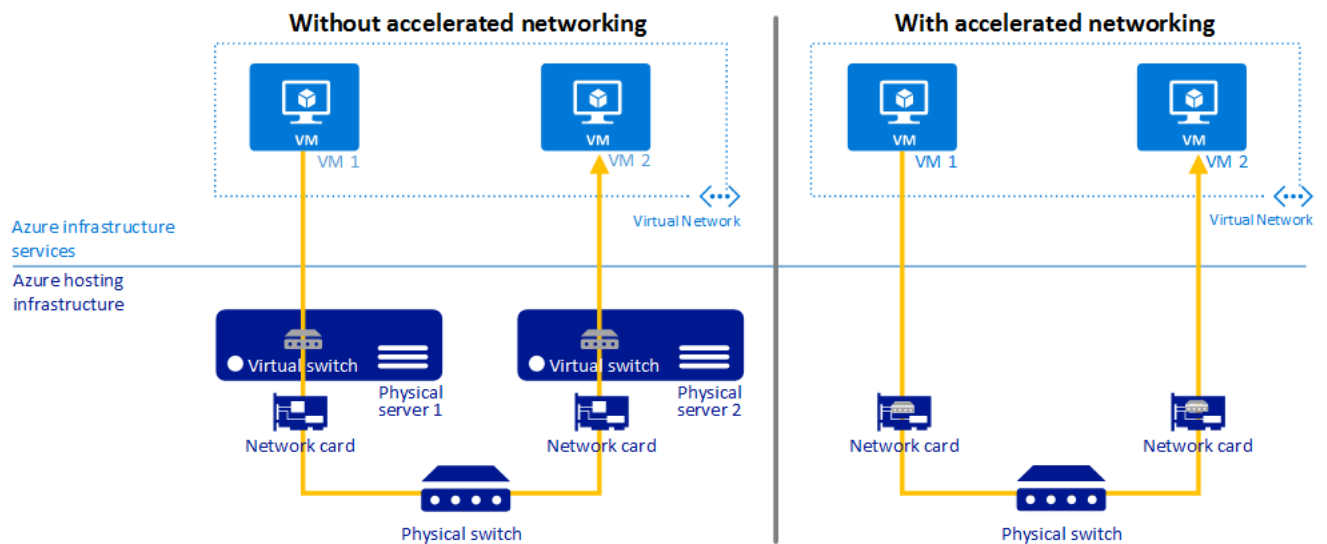 Without accelerated networking
With accelerated networking
VM
VM 1
VM
VM 2
Virtual Network
VM
VM 1
VM
VM 2
Virtual Network
Azure infrastructure
services
Azure hosting
infrastructure
Virtual switch
Physical
server 1
Network card
Virtual switch
Physical
server 2
Network card
Physical switch
Network card
Network card
Physical switch